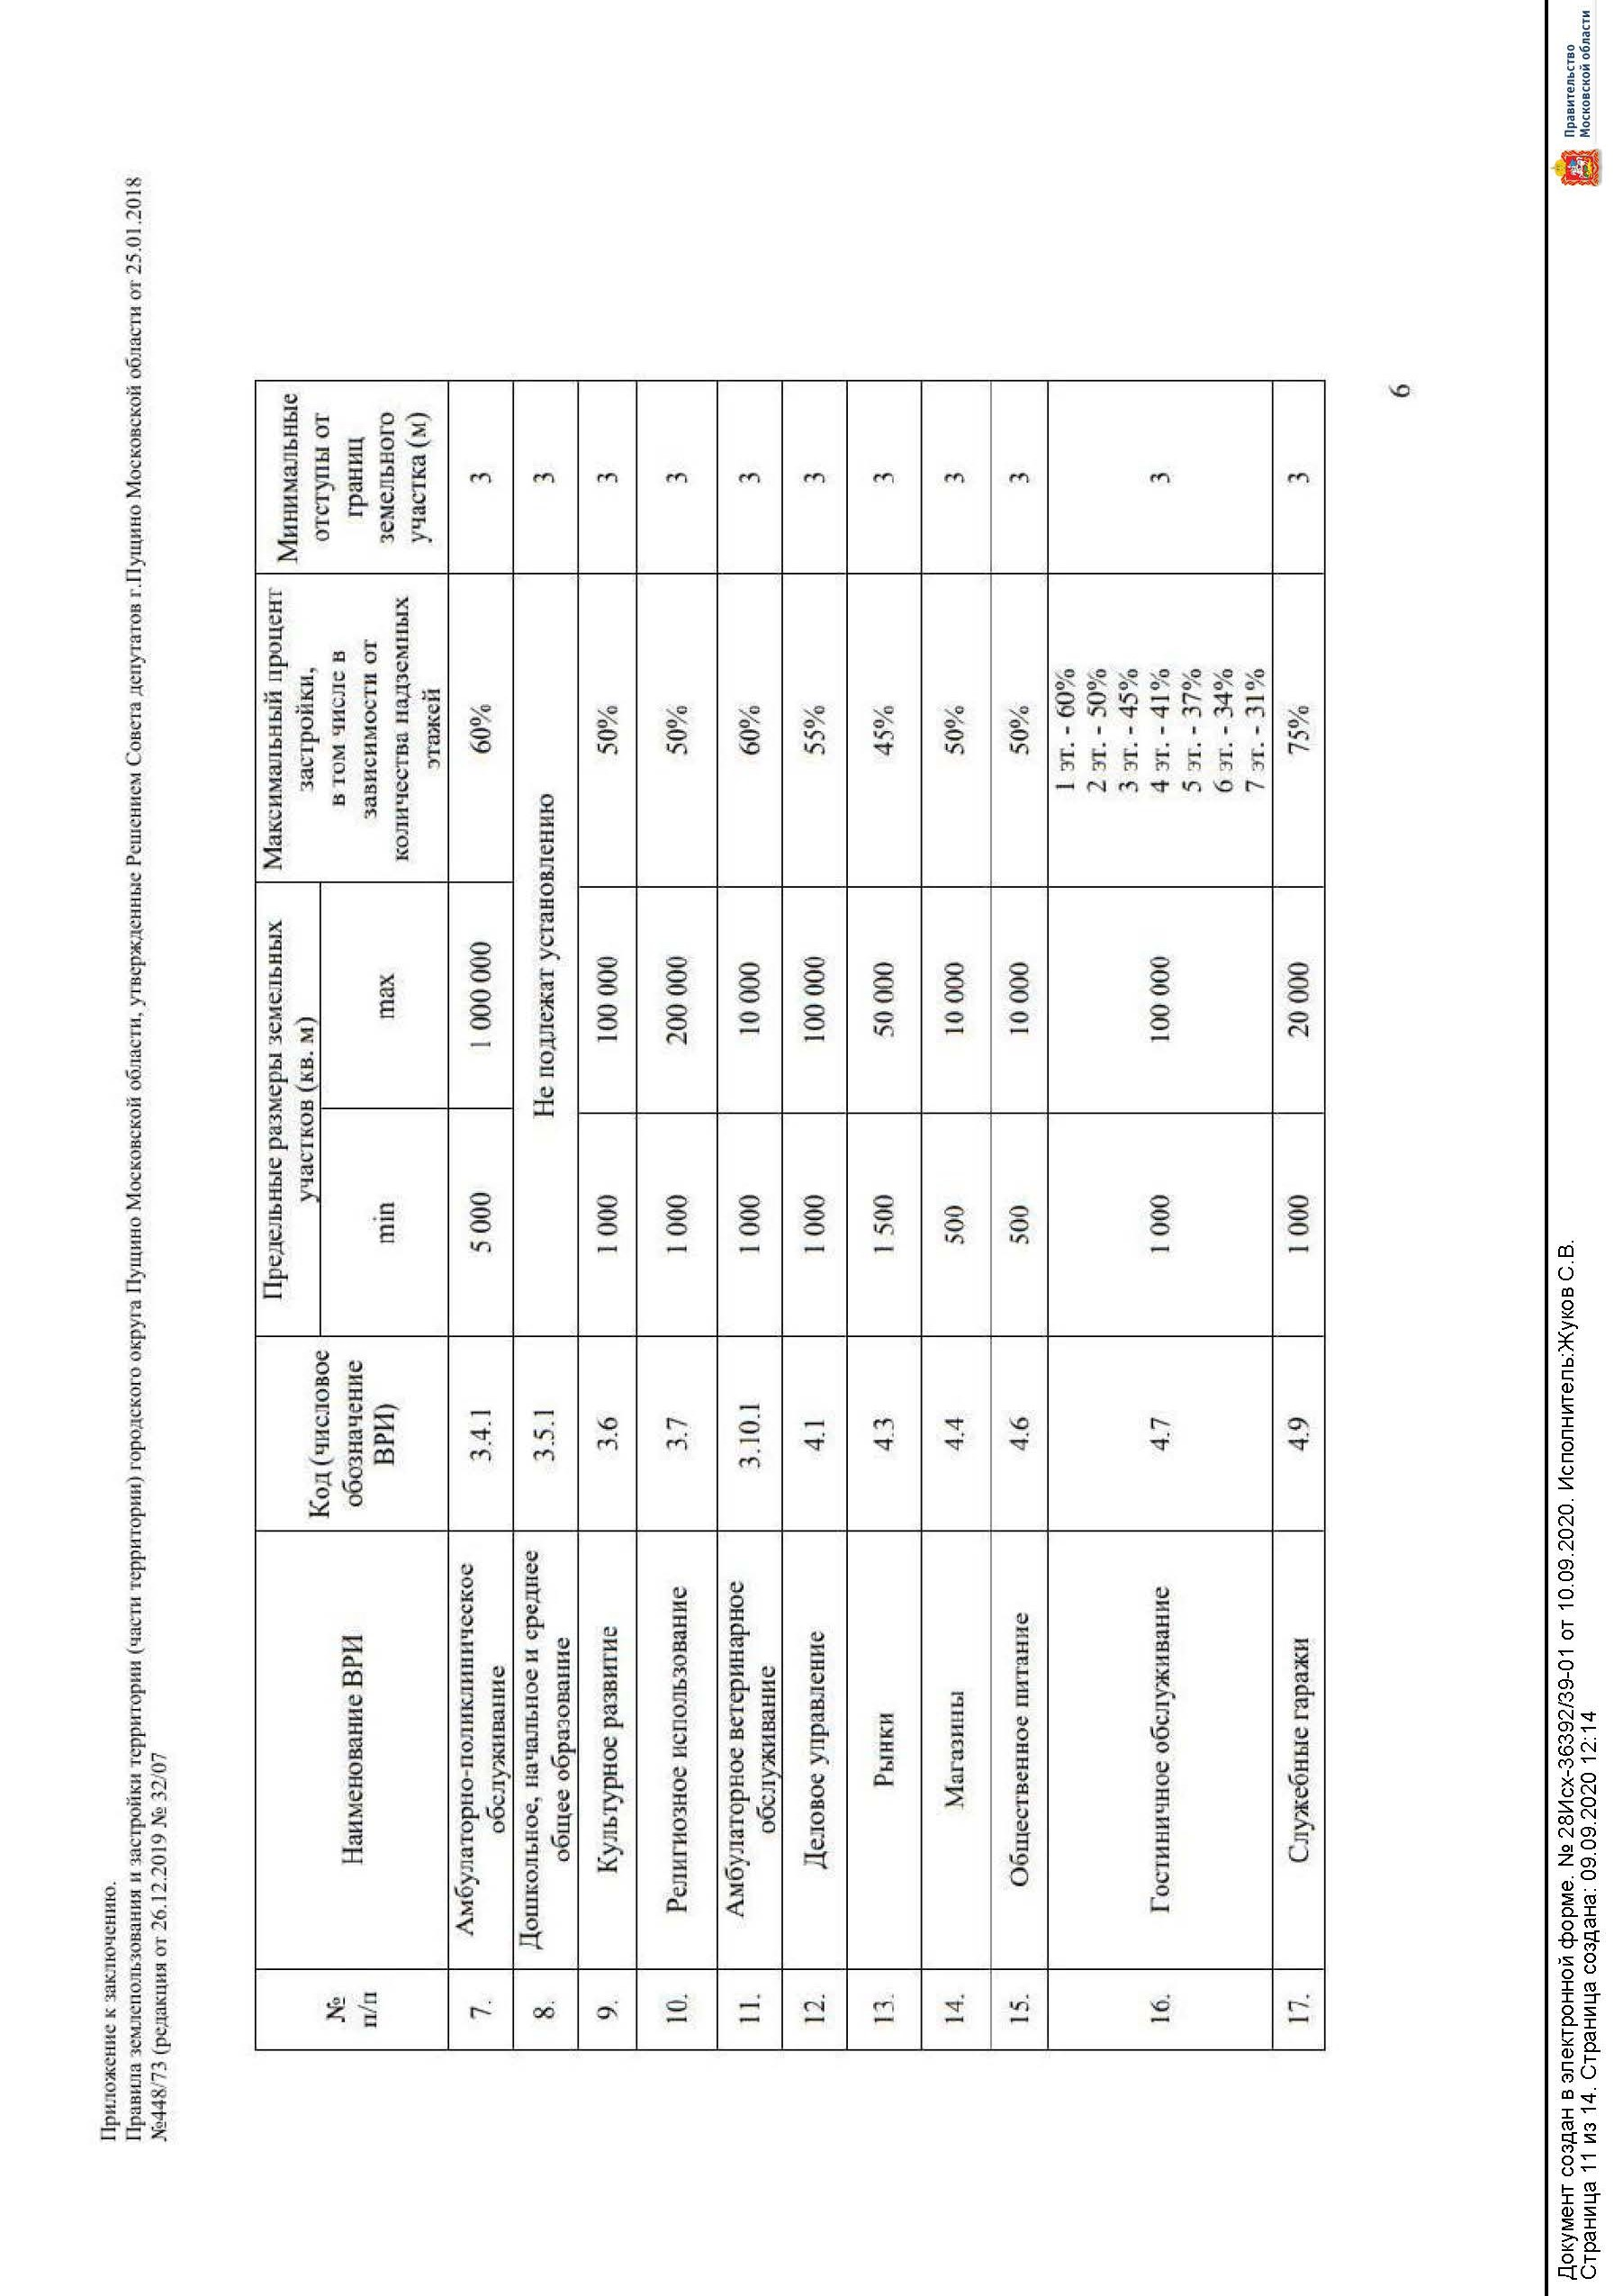 Приложение к заключению.
Правила землепользования и застройки территории (части территории) городского округа Пущино Московской области, утвержденные Решением Совета депутатов г.Пущино Московской области от 25.01.2018
№448/73 (редакция от 26.12.2019 № 32/07
№
п/п
Наименование ВРИ
Код (числовое
обозначение
ВРИ)
Предельные размеры земельных
участков (кв. м)
min
max
Максимальный процент
застройки,
в том числе в
зависимости от
количества надземных
этажей
Минимальные
отступы от
границ
земельного
участка (м)
7. Амбулаторно-поликлиническое
обслуживание
3.4.1 5 000 1 000 000 60% 3
8. Дошкольное, начальное и среднее
общее образование
3.5.1 Не подлежат установлению 3
9. Культурное развитие 3.6 1 000 100 000 50% 3
10. Религиозное использование 3.7 1 000 200 000 50% 3
11. Амбулаторное ветеринарное
обслуживание
3.10.1 1 000 10 000 60% 3
12. Деловое управление 4.1 1 000 100 000 55% 3
13. Рынки 4.3 1 500 50 000 45% 3
14. Магазины 4.4 500 10 000 50% 3
15. Общественное питание 4.6 500 10 000 50% 3
16. Гостиничное обслуживание 4.7 1 000 100 000
1 эт. - 60%
2 эт. - 50%
3 эт. - 45%
4 эт. - 41%
5 эт. - 37%
6 эт. - 34%
7 эт. - 31%
3
17. Служебные гаражи 4.9 1 000 20 000 75% 3
6
Документ создан в электронной форме. № 28Исх-36392/39-01 от 10.09.2020. Исполнитель:Жуков С.В.
Страница 11 из 14. Страница создана: 09.09.2020 12:14
Правительство
Московской области